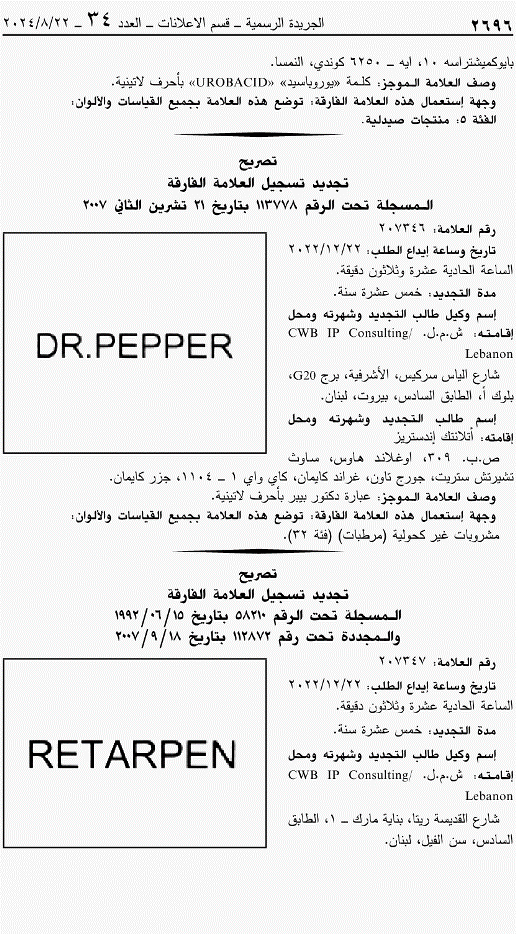 ٢٦٩٦ الجريدة الرسمية – قسم الاعلانات – العدد ٣٤ – ٢٠٢٤/٨/٢٢
بايوكميشتراسه ١٠، ايه – ٦٢٥٠ كوندي، النمسا.
وصف العلامة الموجز: كلمة «يوروباسيد» «UROBACID» بأحرف لاتينية.
وجهة إستعمال هذه العلامة الفارقة: توضع هذه العلامة بجميع القياسات والألوان:
الفئة ٥: منتجات صيدلية.
تصريح
تجديد تسجيل العلامة الفارقة
المسجلة تحت الرقم ١١٣٧٧٨ بتاريخ ٢١ تشرين الثاني ٢٠٠٧
رقم العلامة: ٢٠٧٣٤٦
تاريخ وساعة إيداع الطلب: ٢٠٢٢/١٢/٢٢
الساعة الحادية عشرة وثلاثون دقيقة.
مدة التجديد: خمس عشرة سنة.
إسم وكيل طالب التجديد وشهرته ومحل
إقامته: ش.م.ل. /CWB IP Consulting
Lebanon
شارع الياس سركيس، الأشرفية، برج G20،
بلوك أ، الطابق السادس، بيروت، لبنان.
إسم طالب التجديد وشهرته ومحل
إقامته: أتلانتك إندستريز
DR.PEPPER
ص.ب. ٣٠٩، اوغلاند هاوس، ساوث
تشيرتش ستريت، جورج تاون، غراند كايمان، كاي واي ١ – ١١٠٤، جزر كايمان.
وصف العلامة الموجز: عبارة دكتور بيبر بأحرف لاتينية.
وجهة إستعمال هذه العلامة الفارقة: توضع هذه العلامة بجميع القياسات والألوان:
مشروبات غير كحولية (مرطبات) (فئة ٣٢).
تصريح
تجديد تسجيل العلامة الفارقة
المسجلة تحت الرقم ٥٨٢١٠ بتاريخ ١٩٩٢/٠٦/١٥
والمجددة تحت رقم ١١٢٨٧٢ بتاريخ ٢٠٠٧/٩/١٨
رقم العلامة: ٢٠٧٣٤٧
تاريخ وساعة إيداع الطلب: ٢٠٢٢/١٢/٢٢
الساعة الحادية عشرة وثلاثون دقيقة.
مدة التجديد: خمس عشرة سنة.
إسم وكيل طالب التجديد وشهرته ومحل
إقامته: ش.م.ل. /CWB IP Consulting
Lebanon
شارع القديسة ريتا، بناية مارك – ١، الطابق
السادس، سن الفيل، لبنان.
RETARPEN